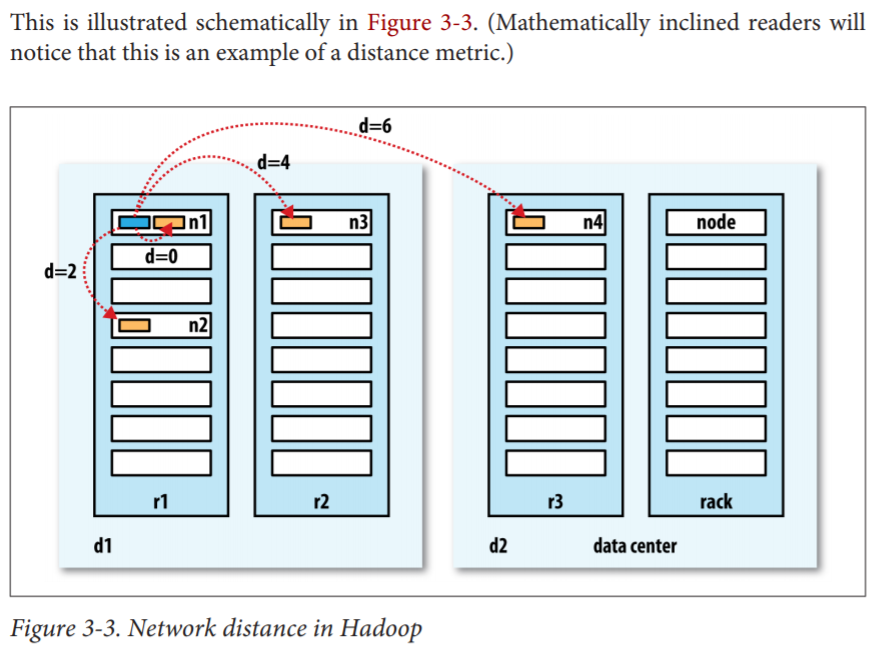 This is illustrated schematically in Figure 3-3. (Mathematically inclined readers will
notice that this is an example of a distance metric.)
d=6
d=4
n1
n3
n4
node
d=0
d=2
n2
r1
r2
r3
rack
d1
d2
data center
Figure 3-3. Network distance in Hadoop